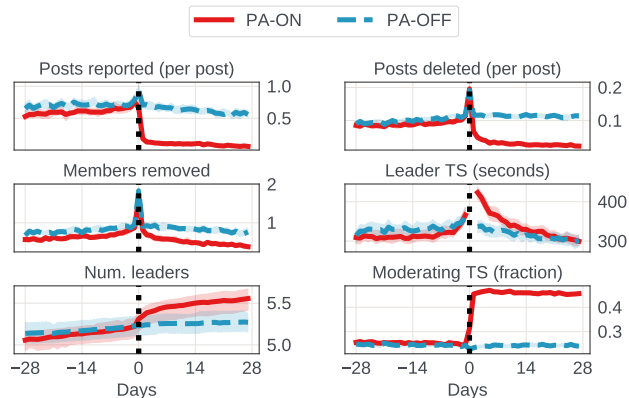 PA-ON PA-OFF
Posts reported (per post) Posts deleted (per post)
1.0 0.2
0.5 0.1
Members removed Leader TS (seconds)
2 400
1 300
Num. leaders Moderating TS (fraction)
5.5 0.4
5.0 0.3
−28 −14 0 14 28 −28 −14 0 14 28
Days Days